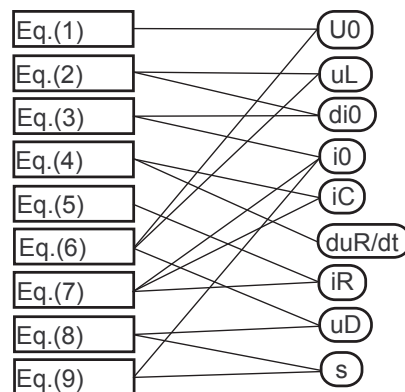 Eq.(1) U0
Eq.(2) uL
Eq.(3) di0
Eq.(4) i0
Eq.(5) iC
Eq.(6) duR/dt
Eq.(7) iR
Eq.(8) uD
Eq.(9) s